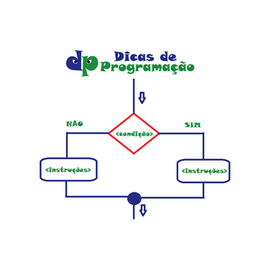 dp
Dicas de
Programação
<condição>
NÃO
SIM
<instruções>
<instruções>